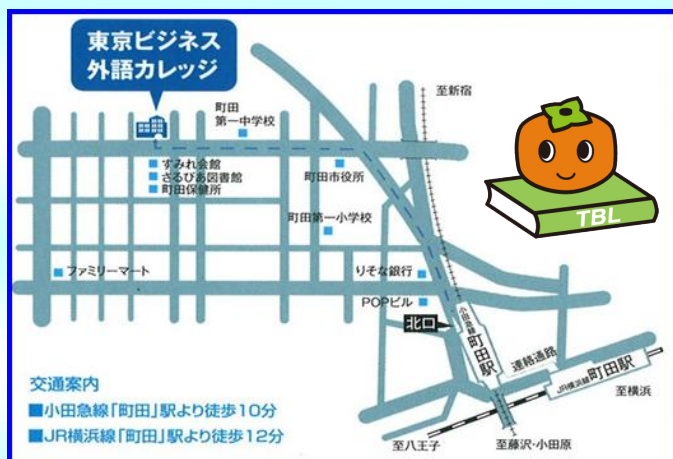 東京ビジネス
外語カレッジ
町田
第一中学校
至新宿
すみれ会館
さるびあ図書館
町田保健所
町田市役所
町田第一小学校
TBL
ファミリーマート
りそな銀行
POPビル
北口
小田急線
町田駅
連絡通路
JR横浜線
町田駅
至横浜
至八王子
至藤沢・小田原
交通案内
■小田急線「町田」駅より徒歩10分
■JR横浜線「町田」駅より徒歩12分